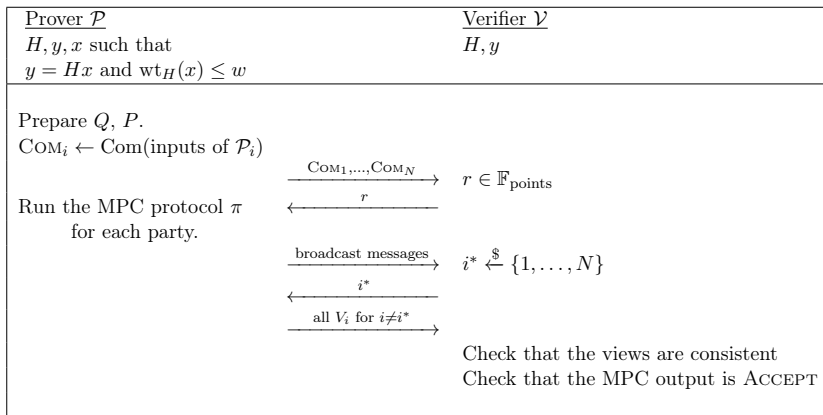 Prover 𝒫
Verifier 𝒱
H, y, x such that
H, y
y = Hx and wt_H(x) ≤ w
Prepare Q, P.
Com_i ← Com(inputs of 𝒫_i)
Com_1,...,Com_N
r ∈ 𝔽_points
r
Run the MPC protocol π
for each party.
broadcast messages
i* ←$ {1, . . . , N}
i*
all V_i for i≠i*
Check that the views are consistent
Check that the MPC output is Accept